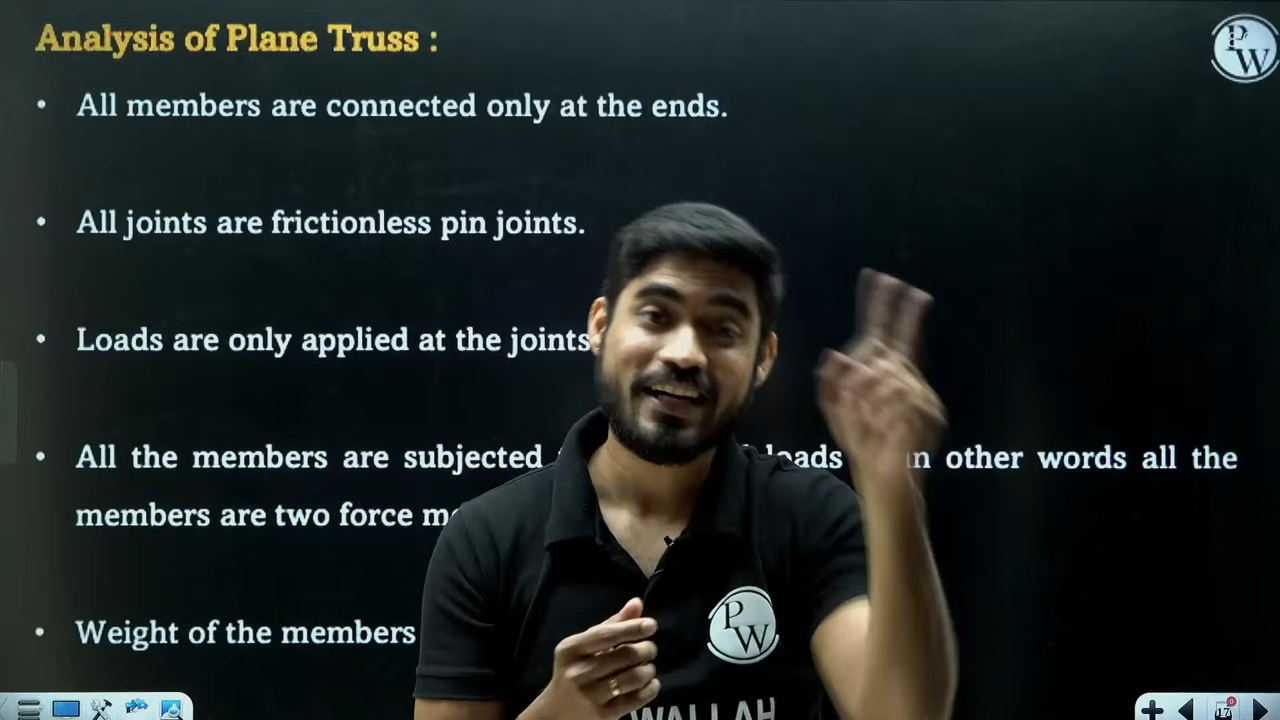 Analysis of Plane Truss :
P
W
• All members are connected only at the ends.
• All joints are frictionless pin joints.
• Loads are only applied at the joints
• All the members are subjected loads in other words all the
members are two force
• Weight of the members
P
W
WALLAH
17